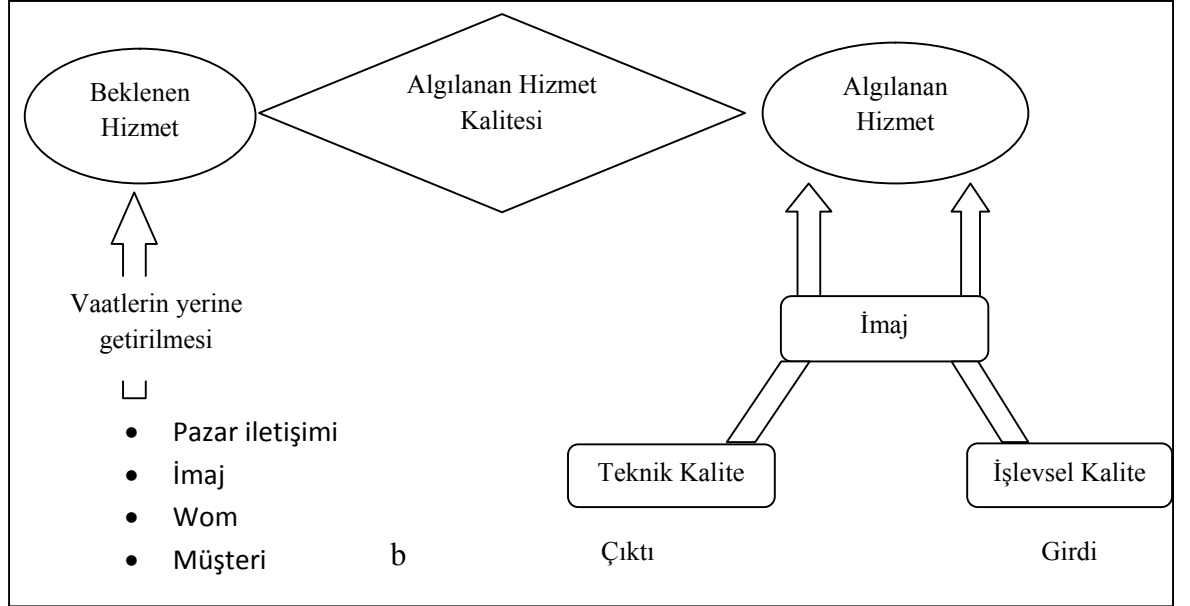 Beklenen
Hizmet
Algılanan Hizmet
Kalitesi
Algılanan
Hizmet
Vaatlerin yerine
getirilmesi
İmaj
• Pazar iletişimi
• İmaj
• Wom
• Müşteri
b
Teknik Kalite
İşlevsel Kalite
Çıktı
Girdi